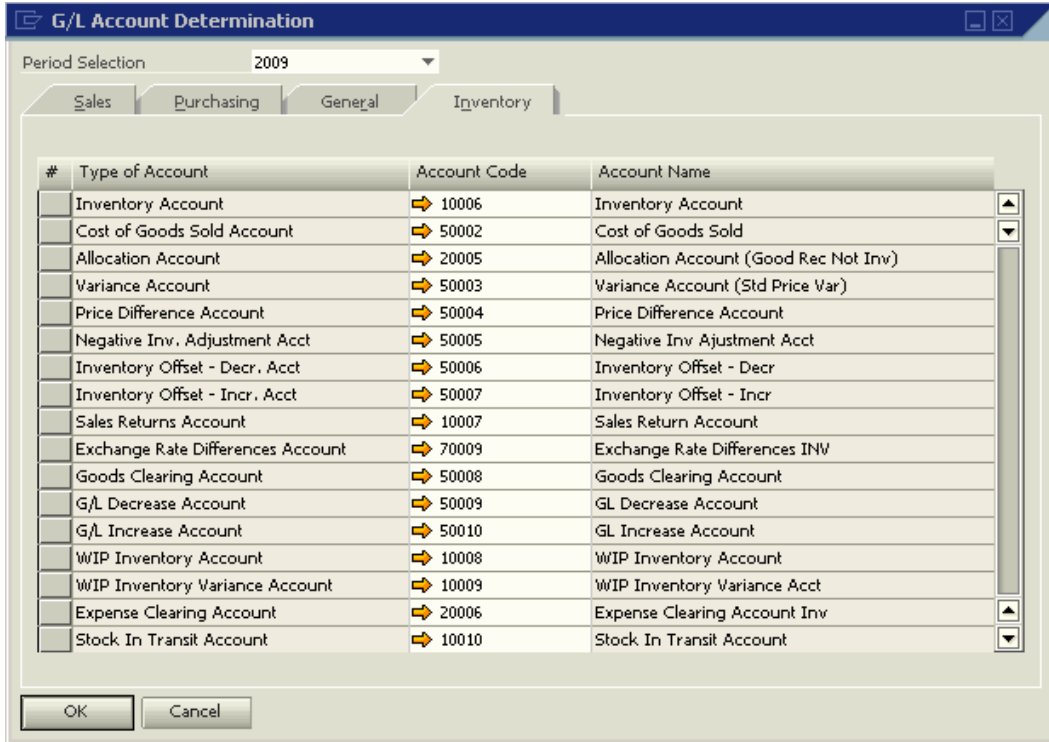 G/L Account Determination
Period Selection 2009
Sales Purchasing General Inventory
# Type of Account Account Code Account Name
Inventory Account 10006 Inventory Account
Cost of Goods Sold Account 50002 Cost of Goods Sold
Allocation Account 20005 Allocation Account (Good Rec Not Inv)
Variance Account 50003 Variance Account (Std Price Var)
Price Difference Account 50004 Price Difference Account
Negative Inv. Adjustment Acct 50005 Negative Inv Ajustment Acct
Inventory Offset - Decr. Acct 50006 Inventory Offset - Decr
Inventory Offset - Incr. Acct 50007 Inventory Offset - Incr
Sales Returns Account 10007 Sales Return Account
Exchange Rate Differences Account 70009 Exchange Rate Differences INV
Goods Clearing Account 50008 Goods Clearing Account
G/L Decrease Account 50009 GL Decrease Account
G/L Increase Account 50010 GL Increase Account
WIP Inventory Account 10008 WIP Inventory Account
WIP Inventory Variance Account 10009 WIP Inventory Variance Acct
Expense Clearing Account 20006 Expense Clearing Account Inv
Stock In Transit Account 10010 Stock In Transit Account
OK Cancel